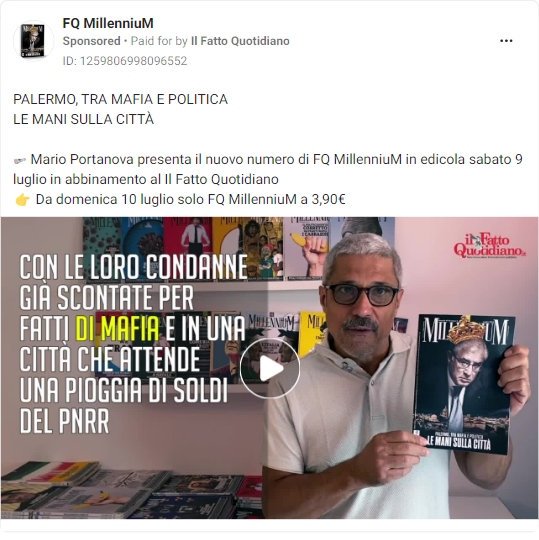 FQ MillenniuM
Sponsored • Paid for by Il Fatto Quotidiano
ID: 1259806998096552
PALERMO, TRA MAFIA E POLITICA
LE MANI SULLA CITTÀ
🗞️ Mario Portanova presenta il nuovo numero di FQ MillenniuM in edicola sabato 9
luglio in abbinamento al Il Fatto Quotidiano
👉 Da domenica 10 luglio solo FQ MillenniuM a 3,90€
il Fatto
Quotidiano.it
CON LE LORO CONDANNE
GIÀ SCONTATE PER
FATTI DI MAFIA E IN UNA
CITTÀ CHE ATTENDE
UNA PIOGGIA DI SOLDI
DEL PNRR
MILLENNIUM
PALERMO, TRA MAFIA E POLITICA
LE MANI SULLA CITTÀ